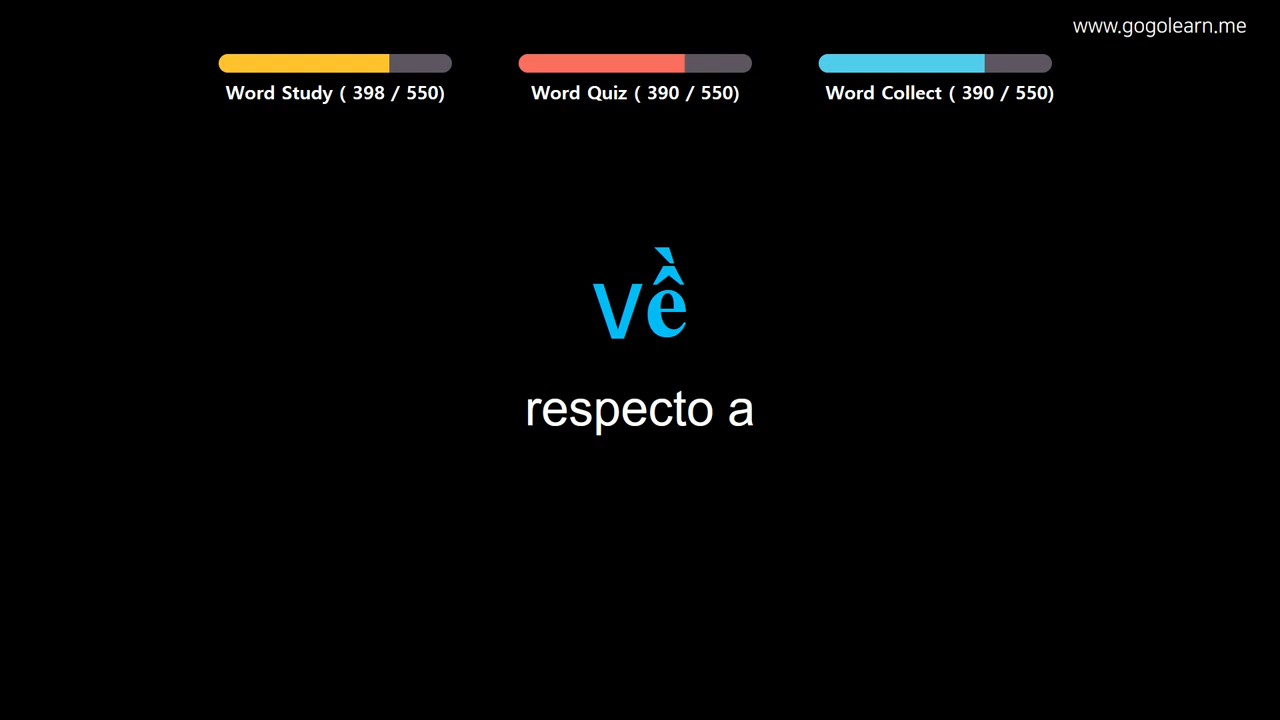 www.gogolearn.me
Word Study ( 398 / 550)
Word Quiz ( 390 / 550)
Word Collect ( 390 / 550)
về
respecto a